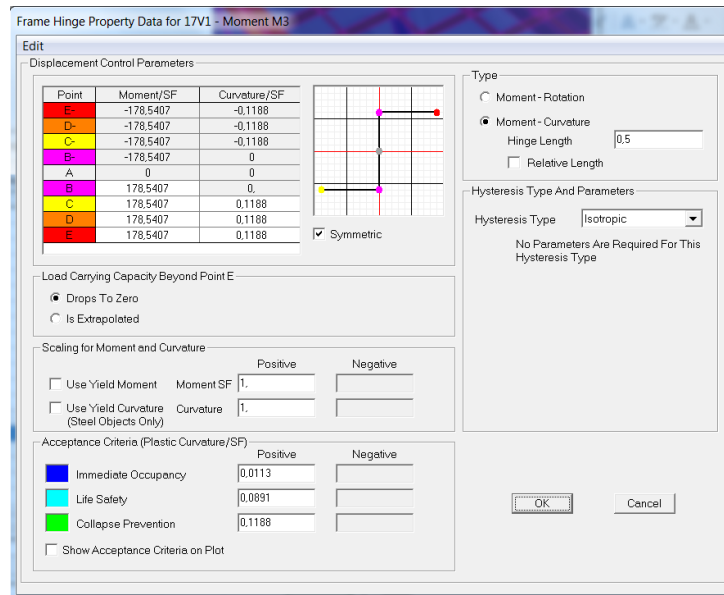 Frame Hinge Property Data for 17V1 - Moment M3
Edit
Displacement Control Parameters
Point Moment/SF Curvature/SF
E- -178,5407 -0,1188
D- -178,5407 -0,1188
C- -178,5407 -0,1188
B- -178,5407 0
A 0 0
B 178,5407 0,
C 178,5407 0,1188
D 178,5407 0,1188
E 178,5407 0,1188
Symmetric
Type
Moment - Rotation
Moment - Curvature
Hinge Length 0,5
Relative Length
Hysteresis Type And Parameters
Hysteresis Type Isotropic
No Parameters Are Required For This
Hysteresis Type
Load Carrying Capacity Beyond Point E
Drops To Zero
Is Extrapolated
Scaling for Moment and Curvature
Positive Negative
Use Yield Moment Moment SF 1,
Use Yield Curvature Curvature 1,
(Steel Objects Only)
Acceptance Criteria (Plastic Curvature/SF)
Positive Negative
Immediate Occupancy 0,0113
Life Safety 0,0891
Collapse Prevention 0,1188
Show Acceptance Criteria on Plot
OK Cancel